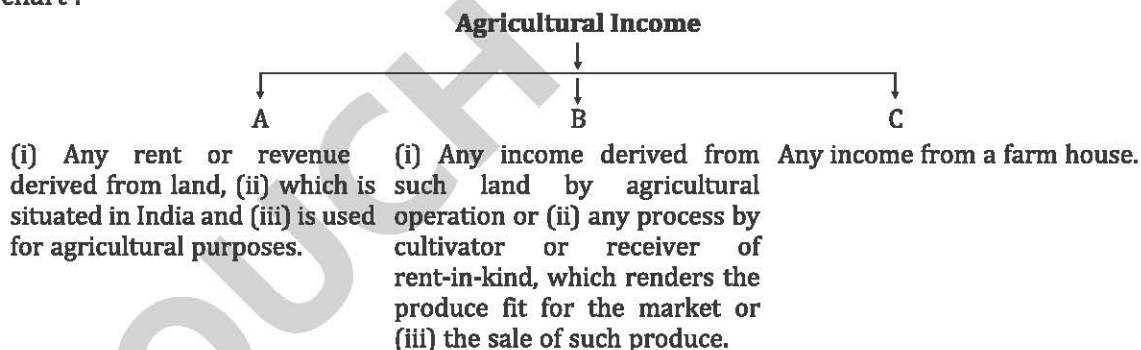 chart :
Agricultural Income
A
B
C
(i) Any rent or revenue
derived from land, (ii) which is
situated in India and (iii) is used
for agricultural purposes.
(i) Any income derived from
such land by agricultural
operation or (ii) any process by
cultivator or receiver of
rent-in-kind, which renders the
produce fit for the market or
(iii) the sale of such produce.
Any income from a farm house.
OUCH